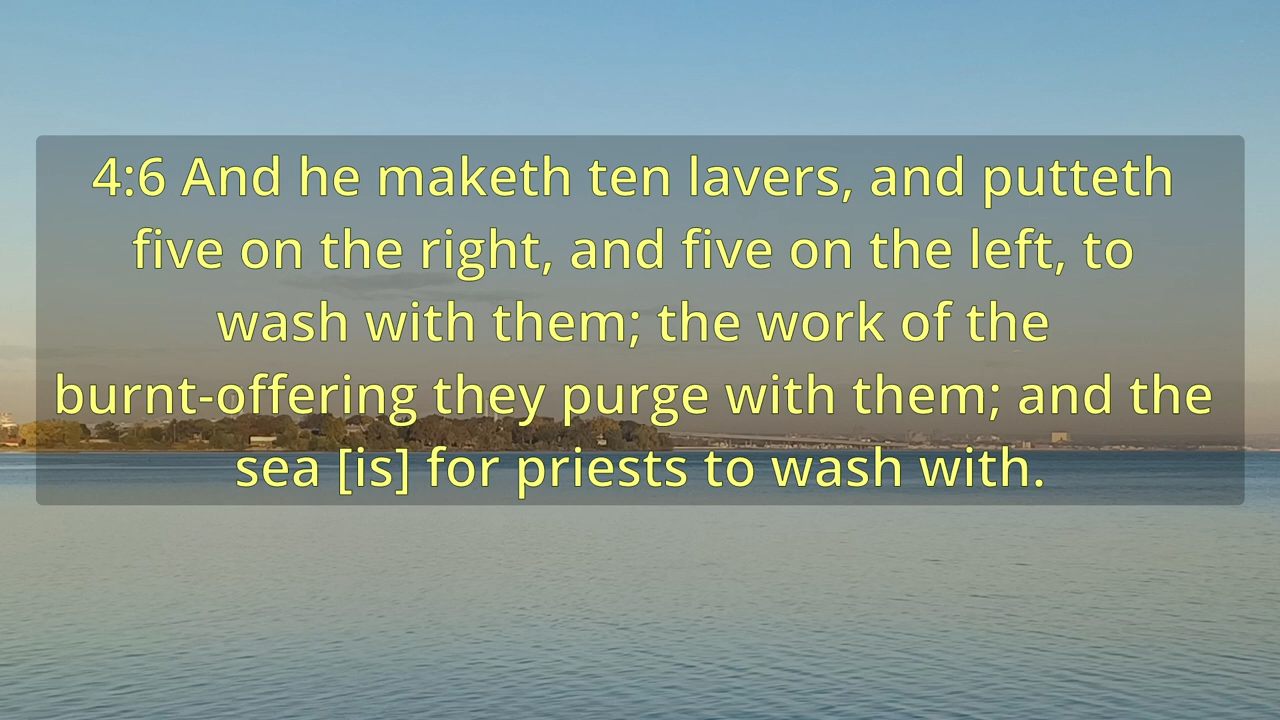 4:6 And he maketh ten lavers, and putteth
five on the right, and five on the left, to
wash with them; the work of the
burnt-offering they purge with them; and the
sea [is] for priests to wash with.